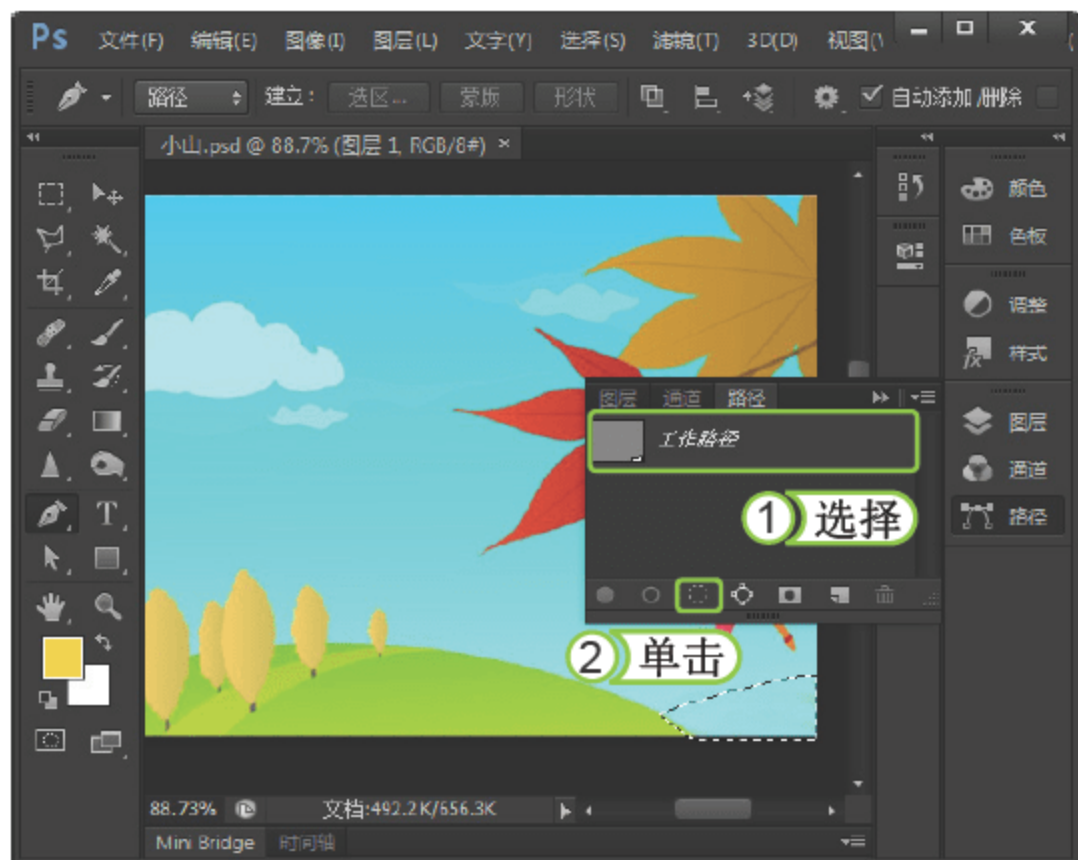 Ps 文件(F) 编辑(E) 图像(I) 图层(L) 文字(Y) 选择(S) 滤镜(T) 3D(D) 视图(V
路径 建立: 选区... 蒙版 形状 自动添加/删除
小山.psd @ 88.7% (图层 1, RGB/8#) ×
颜色
色板
调整
fx 样式
图层 通道 路径
工作路径
图层
通道
① 选择
T
路径
② 单击
88.73% 文档:492.2K/656.3K
Mini Bridge 时间轴